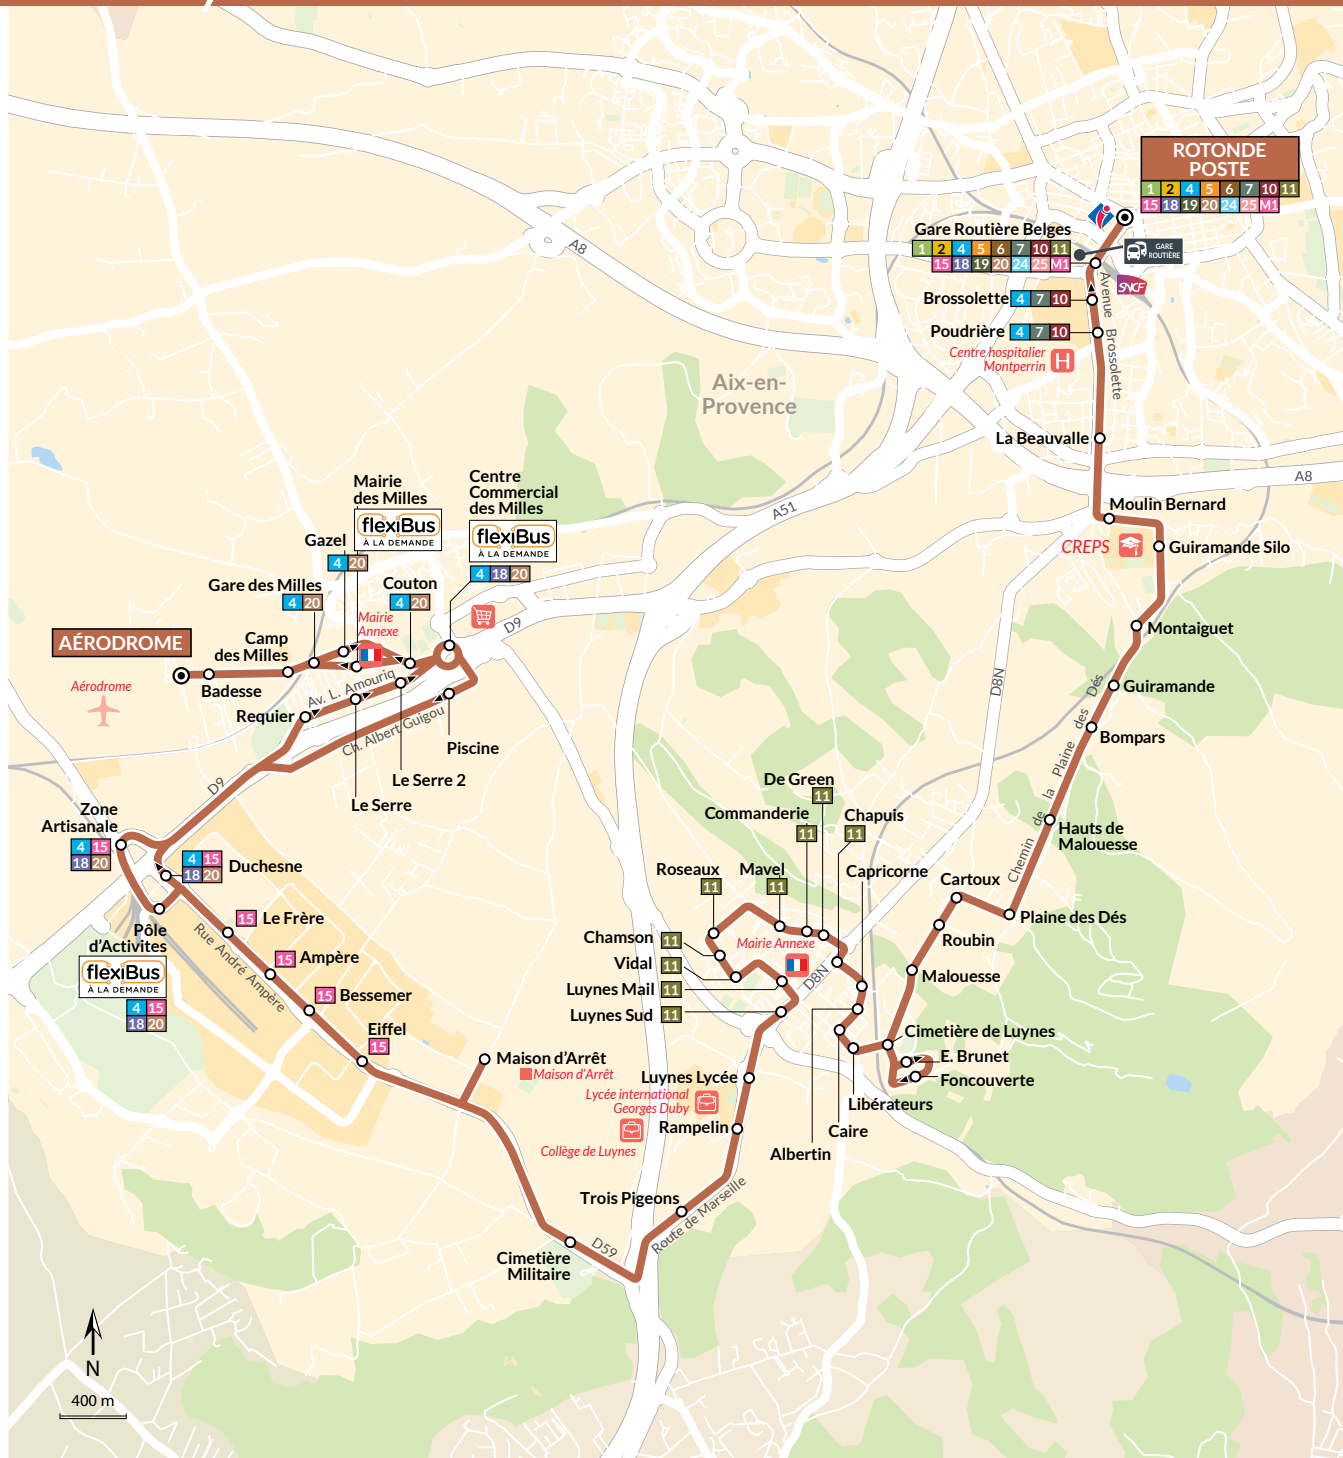 ROTONDE
POSTE
1 2 4 5 6 7 10 11
15 18 19 20 24 25 M1
Gare Routière Belges
1 2 4 5 6 7 10 11
15 18 19 20 24 25 M1
GARE
ROUTIÈRE
SNCF
Brossolette 4 7 10
Poudrière 4 7 10
Centre hospitalier
Montperrin
H
Avenue Brossolette
Aix-en-
Provence
La Beauvalle
A8
A8
A51
Moulin Bernard
CREPS
Guiramande Silo
Montaiguet
Guiramande
Bompars
Chemin de la Plaine des Dés
Hauts de
Malouesse
Plaine des Dés
Cartoux
Roubin
Malouesse
Cimetière de Luynes
E. Brunet
Foncouverte
Libérateurs
Caire
Albertin
Capricorne
Chapuis
11
De Green
11
Commanderie
11
Mavel
11
Roseaux
11
Chamson 11
Vidal 11
Luynes Mail 11
Luynes Sud 11
Mairie Annexe
D8N
D8N
Luynes Lycée
Lycée international
Georges Duby
Rampelin
Collège de Luynes
Trois Pigeons
Route de Marseille
D59
Cimetière
Militaire
Maison d'Arrêt
Maison d'Arrêt
Eiffel
15
15 Bessemer
15 Ampère
15 Le Frère
Rue André Ampère
4 15
18 20
Duchesne
Pôle
d'Activites
flexiBus
À LA DEMANDE
4 15
18 20
Zone
Artisanale
4 15
18 20
D9
D9
Requier
Le Serre
Le Serre 2
Piscine
Av. L. Amouriq
Ch. Albert Guigou
Centre
Commercial
des Milles
flexiBus
À LA DEMANDE
4 18 20
Couton
4 20
Mairie
des Milles
flexiBus
À LA DEMANDE
Gazel
4 20
Mairie
Annexe
Gare des Milles
4 20
Camp
des Milles
Badesse
AÉRODROME
Aérodrome
N
400 m